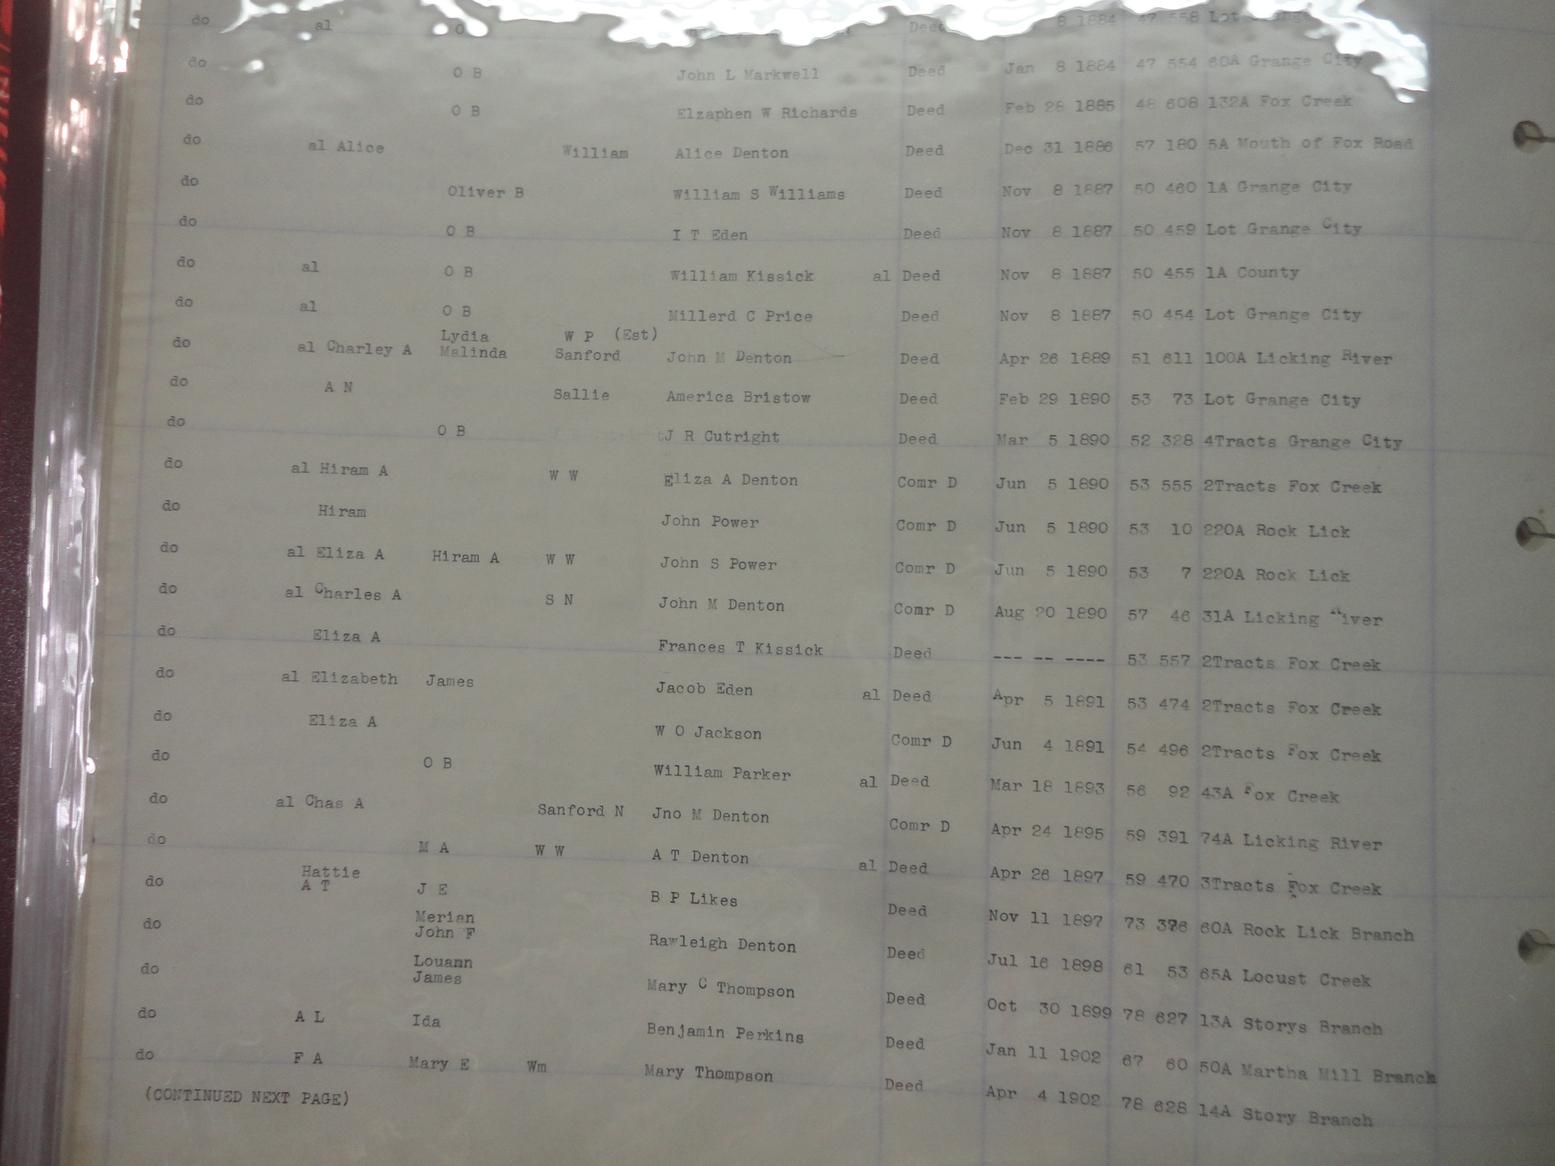 do al O Deed 8 1884 47 558 Lot
do O B John L Markwell Deed Jan 8 1884 47 554 60A Grange City
do O B Elzaphen W Richards Deed Feb 28 1885 48 608 132A Fox Creek
do al Alice William Alice Denton Deed Dec 31 1886 57 180 5A Mouth of Fox Road
do Oliver B William S Williams Deed Nov 8 1887 50 460 1A Grange City
do O B I T Eden Deed Nov 8 1887 50 459 Lot Grange City
do al O B William Kissick al Deed Nov 8 1887 50 455 1A County
do al O B Millerd C Price Deed Nov 8 1887 50 454 Lot Grange City
Lydia W P (Est)
do al Charley A Malinda Sanford John M Denton Deed Apr 26 1889 51 611 100A Licking River
do A N Sallie America Bristow Deed Feb 29 1890 53 73 Lot Grange City
do O B J R Cutright Deed Mar 5 1890 52 328 4Tracts Grange City
do al Hiram A W W Eliza A Denton Comr D Jun 5 1890 53 555 2Tracts Fox Creek
do Hiram John Power Comr D Jun 5 1890 53 10 220A Rock Lick
do al Eliza A Hiram A W W John S Power Comr D Jun 5 1890 53 7 220A Rock Lick
do al Charles A S N John M Denton Comr D Aug 20 1890 57 46 31A Licking River
do Eliza A Frances T Kissick Deed --- -- ---- 53 557 2Tracts Fox Creek
do al Elizabeth James Jacob Eden al Deed Apr 5 1891 53 474 2Tracts Fox Creek
do Eliza A W O Jackson Comr D Jun 4 1891 54 496 2Tracts Fox Creek
do O B William Parker al Deed Mar 18 1893 56 92 43A Fox Creek
do al Chas A Sanford N Jno M Denton Comr D Apr 24 1895 59 391 74A Licking River
do M A W W A T Denton al Deed Apr 26 1897 59 470 3Tracts Fox Creek
Hattie
do A T J E B P Likes Deed Nov 11 1897 73 376 60A Rock Lick Branch
Merian
do John F Rawleigh Denton Deed Jul 16 1898 61 53 65A Locust Creek
Louann
do James Mary C Thompson Deed Oct 30 1899 78 627 13A Storys Branch
do A L Ida Benjamin Perkins Deed Jan 11 1902 67 60 50A Martha Mill Branch
do F A Mary E Wm Mary Thompson Deed Apr 4 1902 78 628 14A Story Branch
(CONTINUED NEXT PAGE)